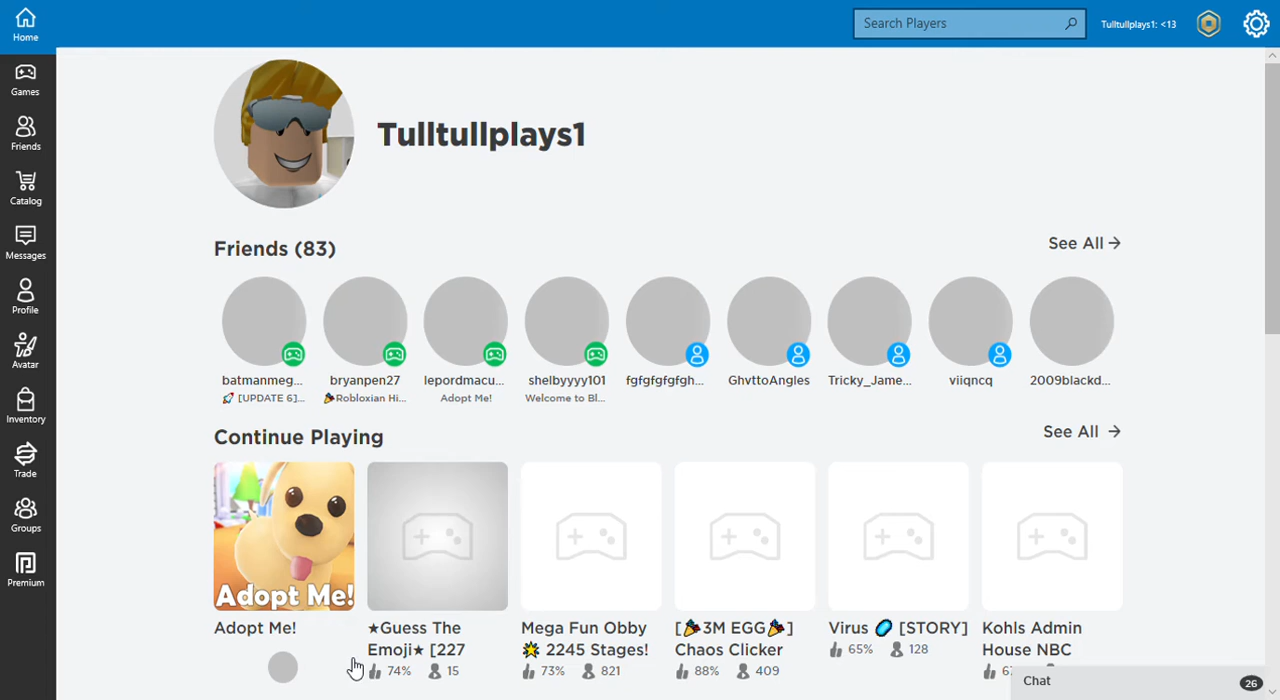 Home
Search Players
Tulltullplays1: <13
Games
Friends
Catalog
Messages
Profile
Avatar
Inventory
Trade
Groups
Premium
Tulltullplays1
Friends (83)
See All →
batmanmeg...
🚀 [UPDATE 6]...
bryanpen27
🎉Robloxian Hi...
lepordmacu...
Adopt Me!
shelbyyyy101
Welcome to Bl...
fgfgfgfgfgh...
GhvttoAngles
Tricky_Jame...
viiqncq
2009blackd...
Continue Playing
See All →
Adopt Me!
Adopt Me!
★Guess The
Emoji★ [227
74% 15
Mega Fun Obby
🌟 2245 Stages!
73% 821
[🎉3M EGG🎉]
Chaos Clicker
88% 409
Virus 🧪 [STORY]
65% 128
Kohls Admin
House NBC
Chat
26